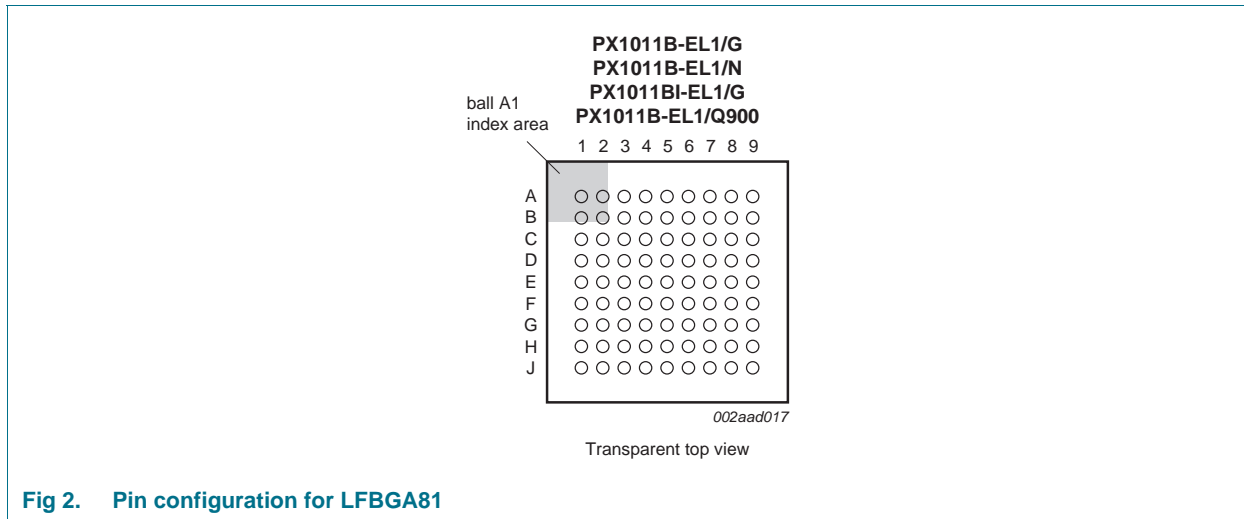 PX1011B-EL1/G
PX1011B-EL1/N
PX1011BI-EL1/G
PX1011B-EL1/Q900
ball A1
index area
1 2 3 4 5 6 7 8 9
A
B
C
D
E
F
G
H
J
002aad017
Transparent top view
Fig 2. Pin configuration for LFBGA81